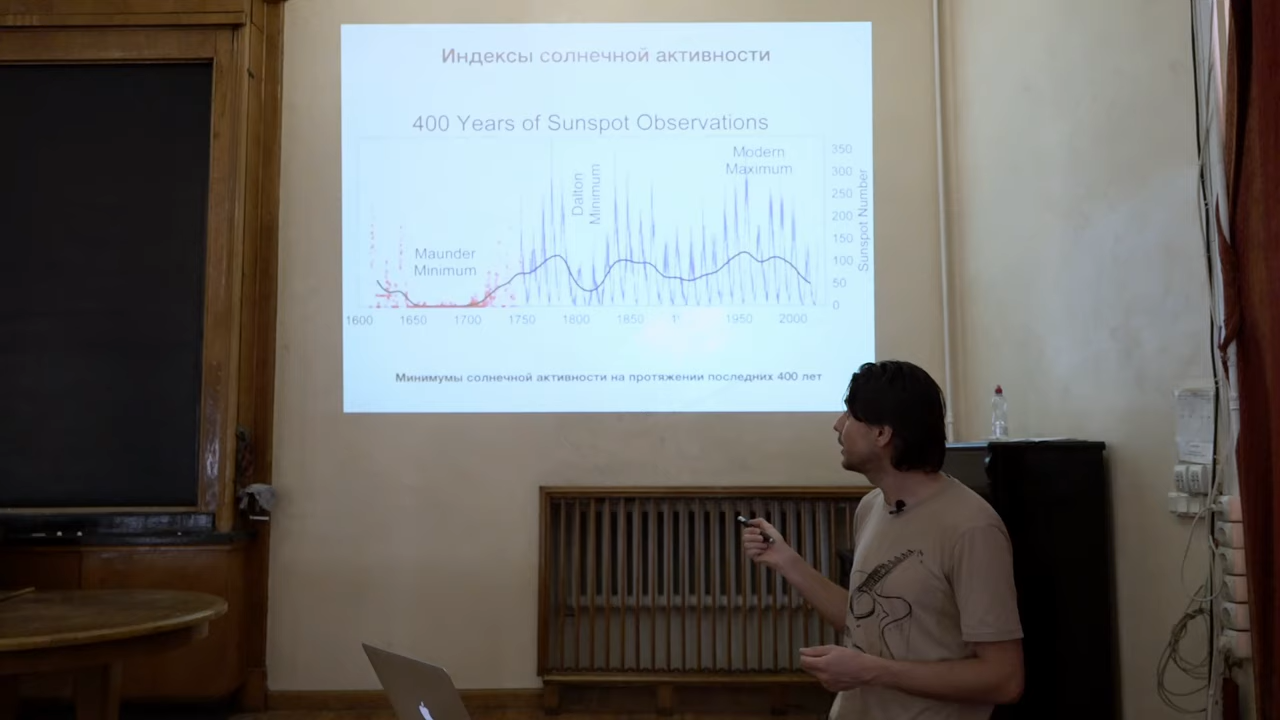 Индексы солнечной активности
400 Years of Sunspot Observations
Modern
Maximum
Dalton
Minimum
Maunder
Minimum
350
300
250
200
150
100
50
0
Sunspot Number
1600
1650
1700
1750
1800
1850
1950
2000
Минимумы солнечной активности на протяжении последних 400 лет